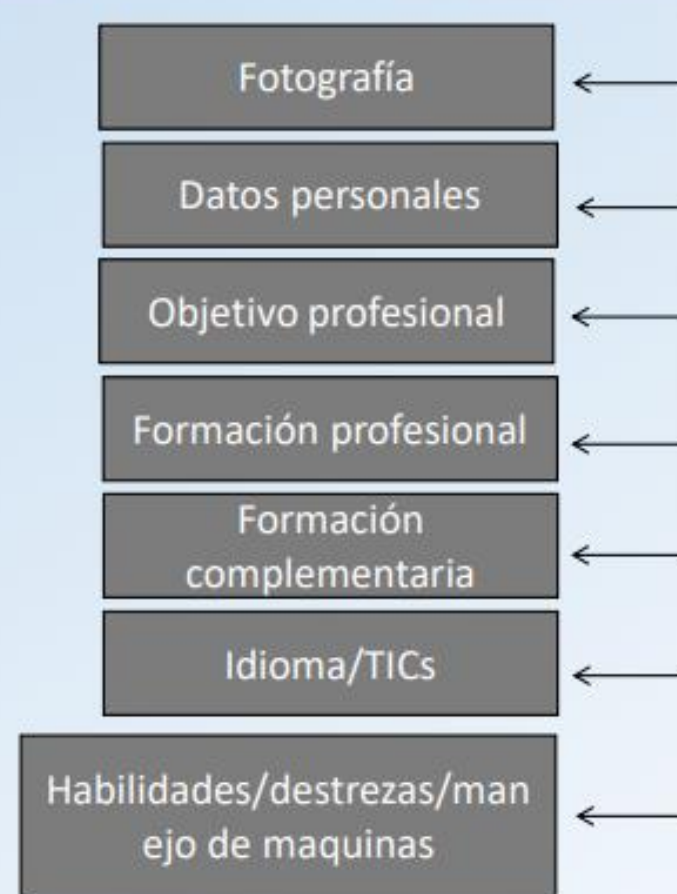 Fotografía
Datos personales
Objetivo profesional
Formación profesional
Formación
complementaria
Idioma/TICs
Habilidades/destrezas/man
ejo de maquinas